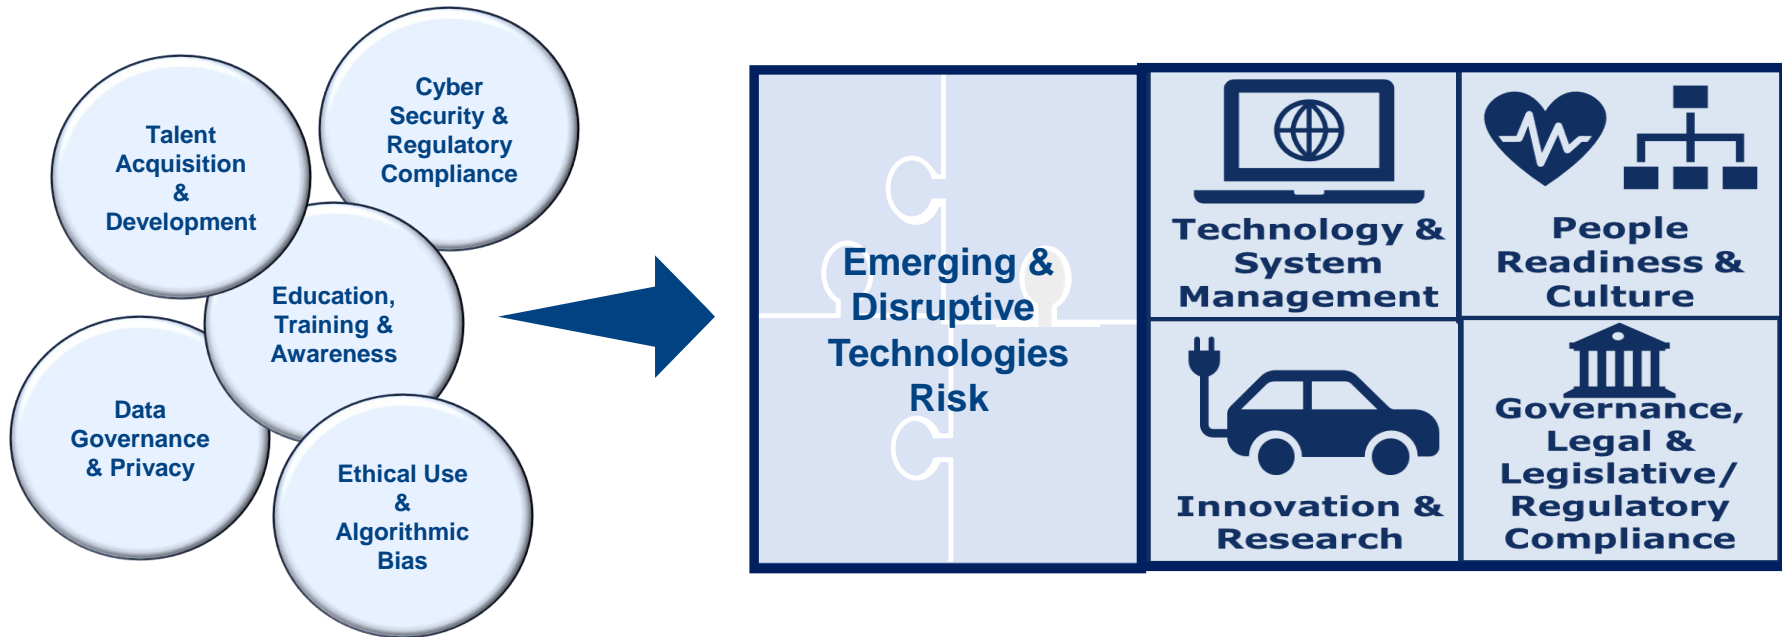 Talent
Acquisition
&
Development
Cyber
Security &
Regulatory
Compliance
Education,
Training &
Awareness
Data
Governance
& Privacy
Ethical Use
&
Algorithmic
Bias
Emerging &
Disruptive
Technologies
Risk
Technology &
System
Management
People
Readiness &
Culture
Innovation &
Research
Governance,
Legal &
Legislative/
Regulatory
Compliance